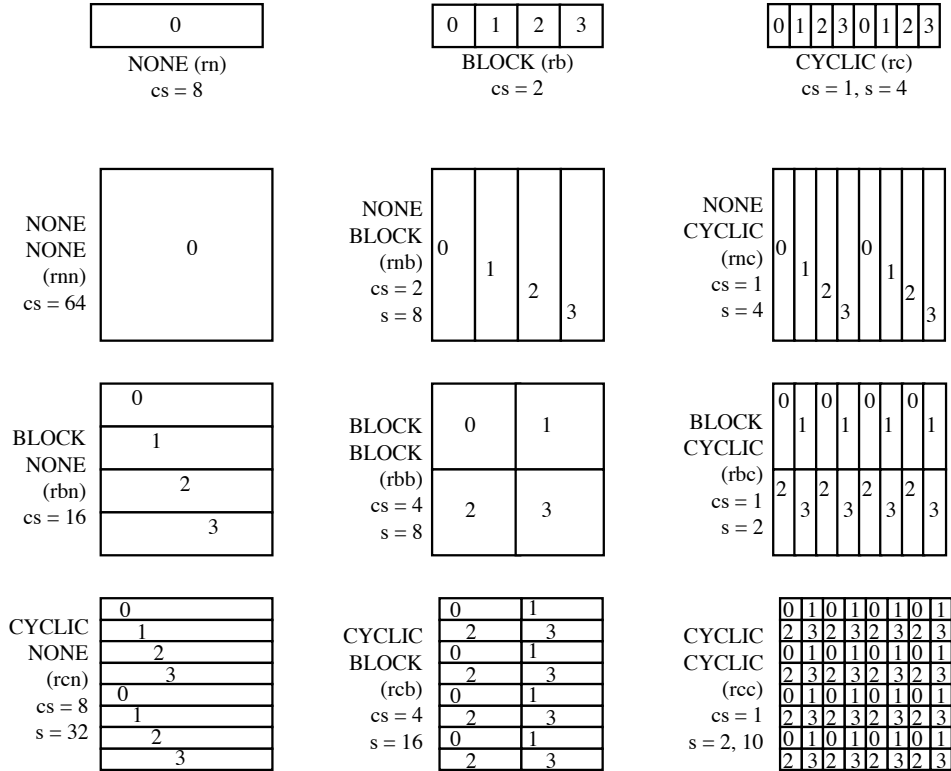 0
NONE (rn)
cs = 8
0 1 2 3
BLOCK (rb)
cs = 2
0 1 2 3 0 1 2 3
CYCLIC (rc)
cs = 1, s = 4
NONE
NONE
(rnn)
cs = 64
0
NONE
BLOCK
(rnb)
cs = 2
s = 8
0
1
2
3
NONE
CYCLIC
(rnc)
cs = 1
s = 4
0 0
1 1
2 2
3 3
BLOCK
NONE
(rbn)
cs = 16
0
1
2
3
BLOCK
BLOCK
(rbb)
cs = 4
s = 8
0 1
2 3
BLOCK
CYCLIC
(rbc)
cs = 1
s = 2
0 0 0 0
1 1 1 1
2 2 2 2
3 3 3 3
CYCLIC
NONE
(rcn)
cs = 8
s = 32
0
1
2
3
0
1
2
3
CYCLIC
BLOCK
(rcb)
cs = 4
s = 16
0 1
2 3
0 1
2 3
0 1
2 3
0 1
2 3
CYCLIC
CYCLIC
(rcc)
cs = 1
s = 2, 10
0 1 0 1 0 1 0 1
2 3 2 3 2 3 2 3
0 1 0 1 0 1 0 1
2 3 2 3 2 3 2 3
0 1 0 1 0 1 0 1
2 3 2 3 2 3 2 3
0 1 0 1 0 1 0 1
2 3 2 3 2 3 2 3